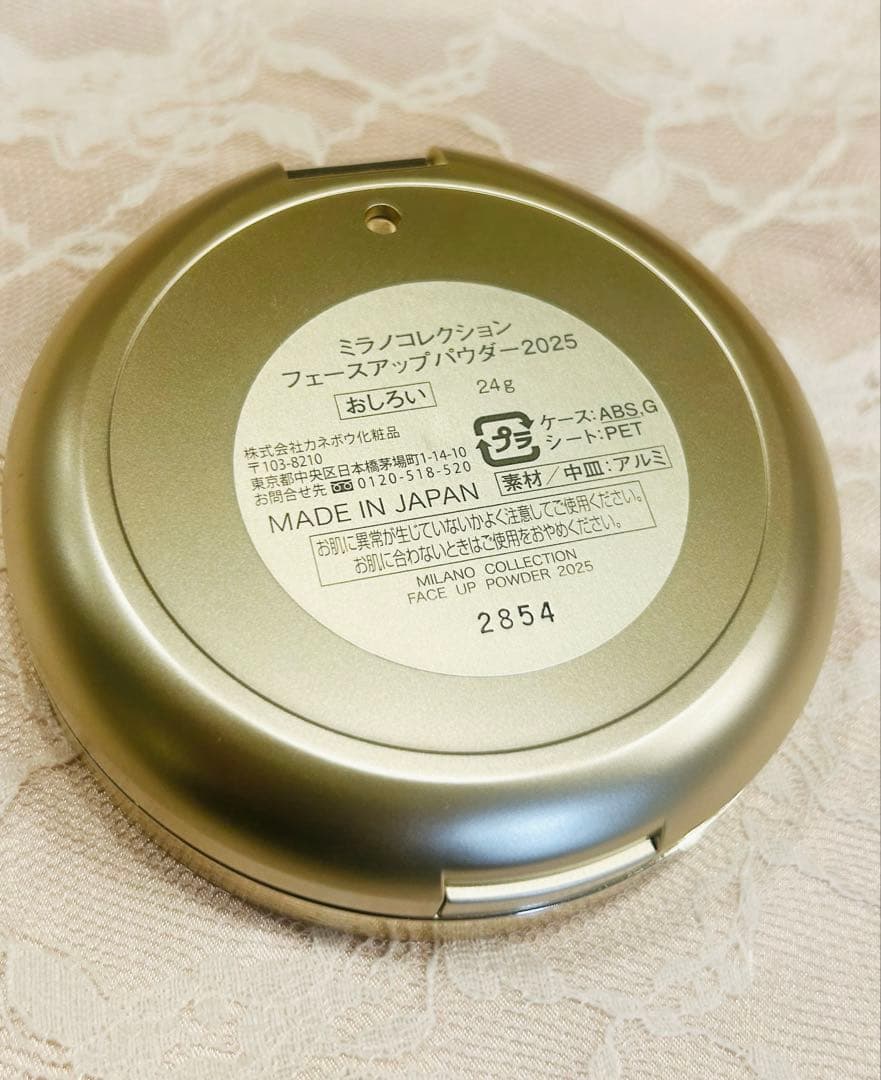 ミラノコレクション
フェースアップパウダー2025
おしろい 24g
株式会社カネボウ化粧品
〒103-8210
東京都中央区日本橋茅場町1-14-10
お問合せ先 0120-518-520
プラ
ケース:ABS,G
シート:PET
MADE IN JAPAN
素材/中皿:アルミ
お肌に異常が生じていないかよく注意してご使用ください。
お肌に合わないときはご使用をおやめください。
MILANO COLLECTION
FACE UP POWDER 2025
2854